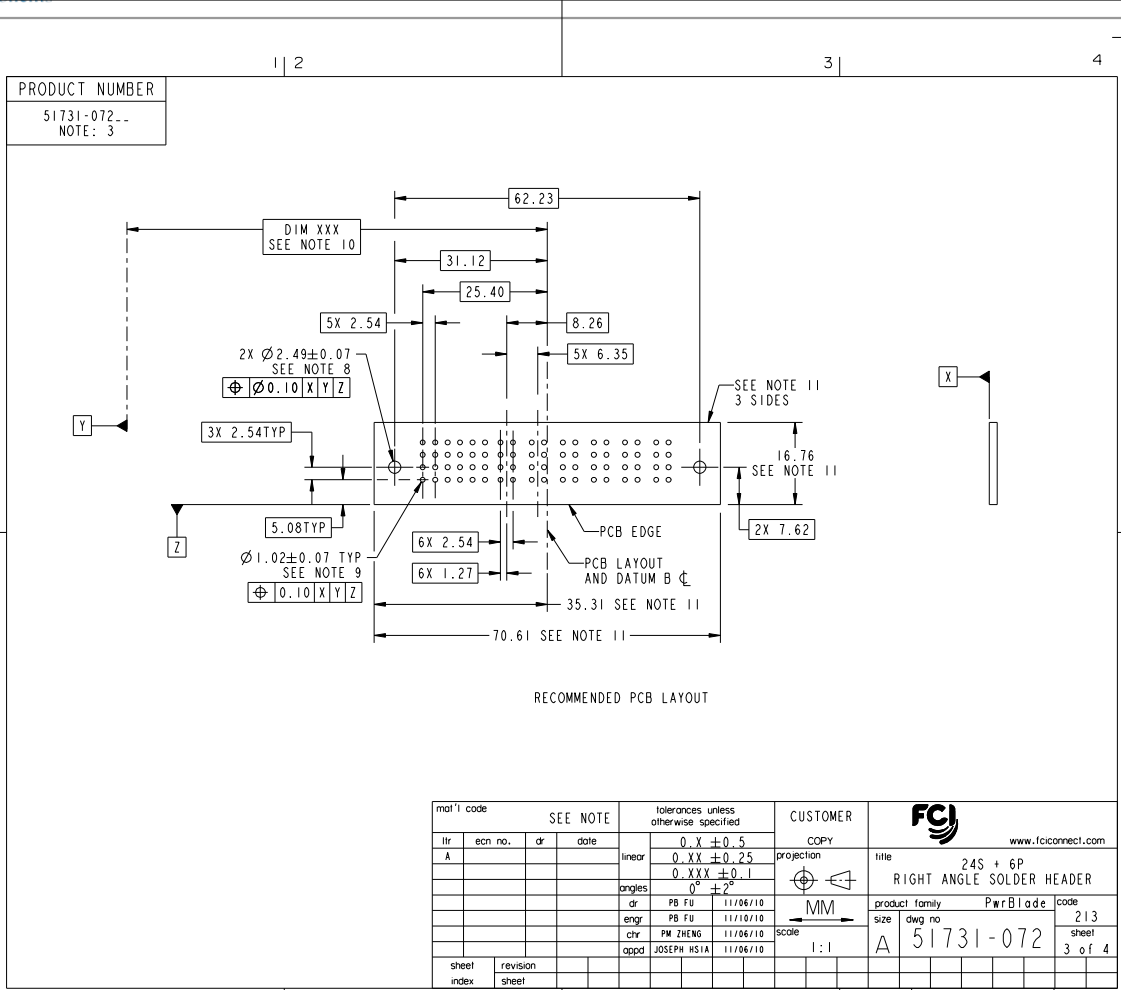 1 2 3 4
PRODUCT NUMBER
51731-072__
NOTE: 3
62.23
DIM XXX
SEE NOTE 10
31.12
25.40
5X 2.54
8.26
5X 6.35
2X Ø2.49±0.07
SEE NOTE 8
⌖ Ø0.10 X Y Z
X
SEE NOTE 11
3 SIDES
Y
3X 2.54TYP
16.76
SEE NOTE 11
5.08TYP
Z
PCB EDGE
2X 7.62
6X 2.54
Ø1.02±0.07 TYP
SEE NOTE 9
⌖ 0.10 X Y Z
6X 1.27
PCB LAYOUT
AND DATUM B ℄
35.31 SEE NOTE 11
70.61 SEE NOTE 11
RECOMMENDED PCB LAYOUT
mat'l code SEE NOTE
tolerances unless
otherwise specified
CUSTOMER
COPY
FCI
www.fciconnect.com
ltr ecn no. dr date
A
linear
0.X ±0.5
0.XX ±0.25
0.XXX ±0.1
angles 0° ±2°
projection
title
24S + 6P
RIGHT ANGLE SOLDER HEADER
dr PB FU 11/06/10
engr PB FU 11/10/10
chr PM ZHENG 11/06/10
appd JOSEPH HSIA 11/06/10
MM
scale
1:1
product family PwrBlade
code
213
size
A
dwg no
51731-072
sheet
3 of 4
sheet
index
revision
sheet